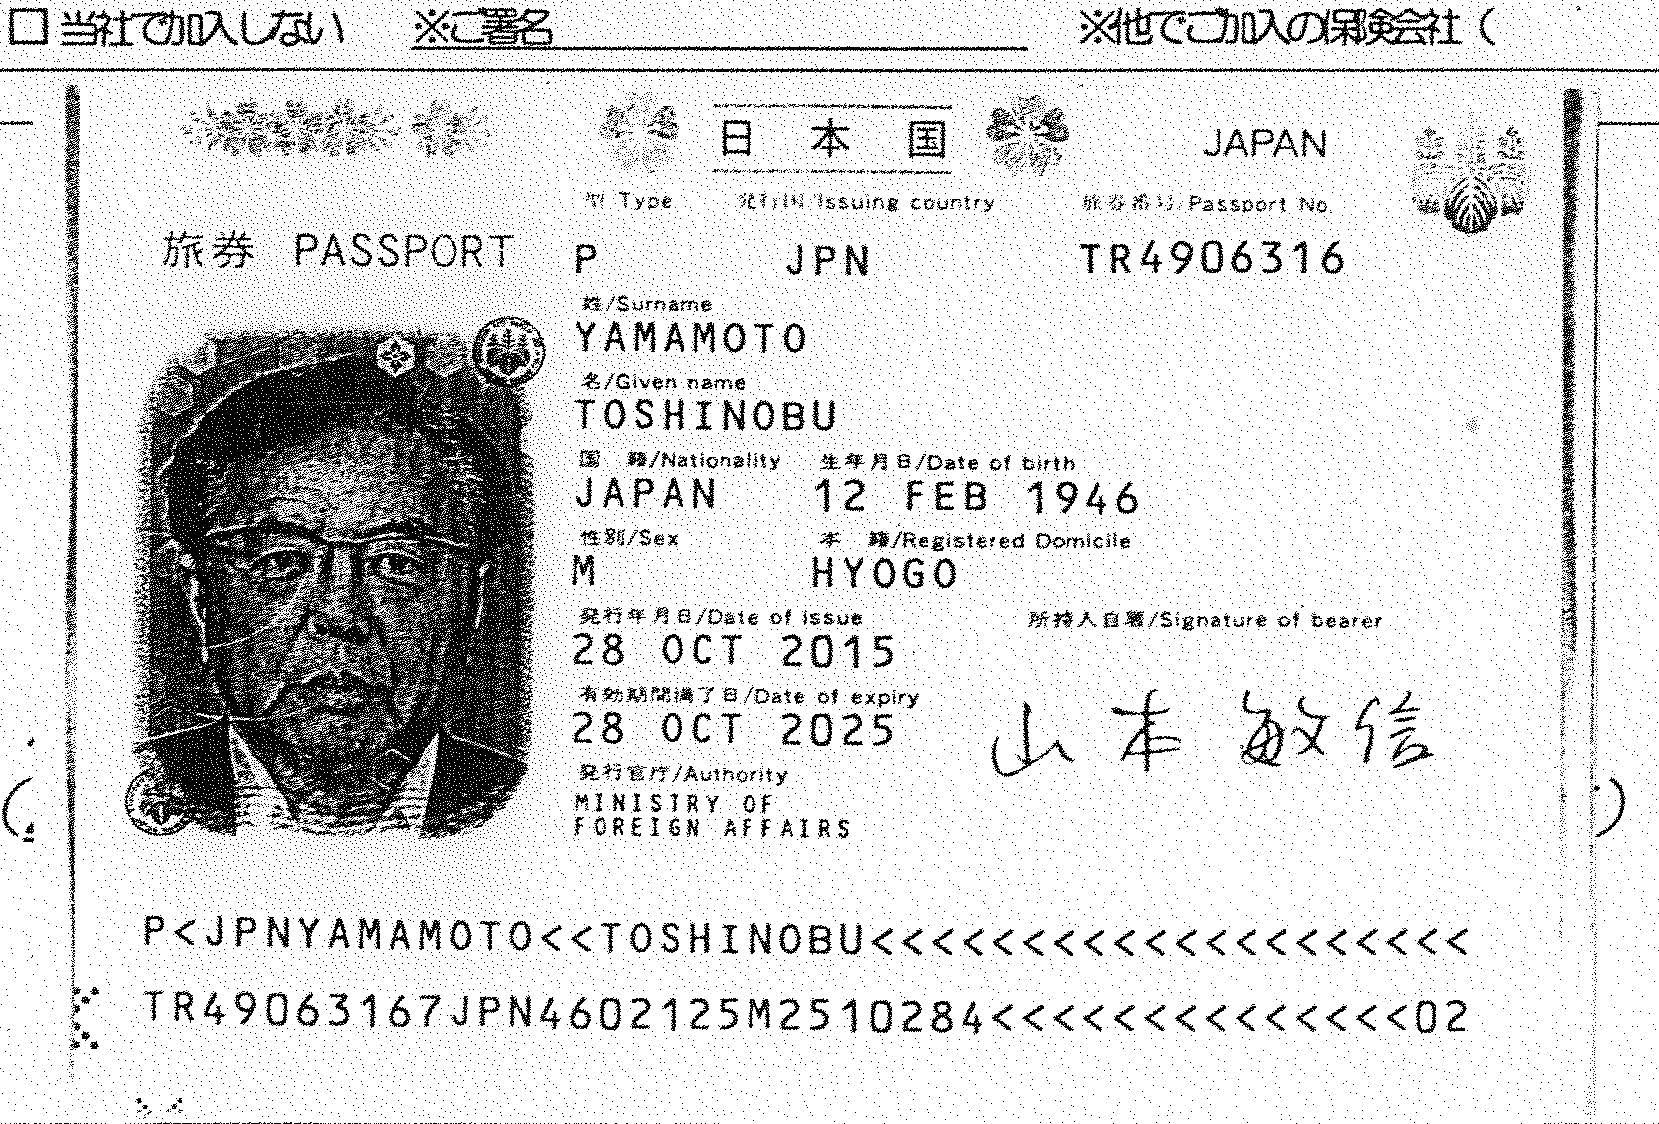 □ 当社で加入しない ※ご署名 ※他でご加入の保険会社 (
日本国 JAPAN
型 Type 発行国/Issuing country 旅券番号/Passport No.
旅券 PASSPORT P JPN TR4906316
姓/Surname
YAMAMOTO
名/Given name
TOSHINOBU
国 籍/Nationality 生年月日/Date of birth
JAPAN 12 FEB 1946
性別/Sex 本 籍/Registered Domicile
M HYOGO
発行年月日/Date of issue 所持人自署/Signature of bearer
28 OCT 2015
有効期間満了日/Date of expiry
28 OCT 2025 山本 敏信
発行官庁/Authority
MINISTRY OF
FOREIGN AFFAIRS
P<JPNYAMAMOTO<<TOSHINOBU<<<<<<<<<<<<<<<<<<<<
TR49063167JPN4602125M2510284<<<<<<<<<<<<<<02